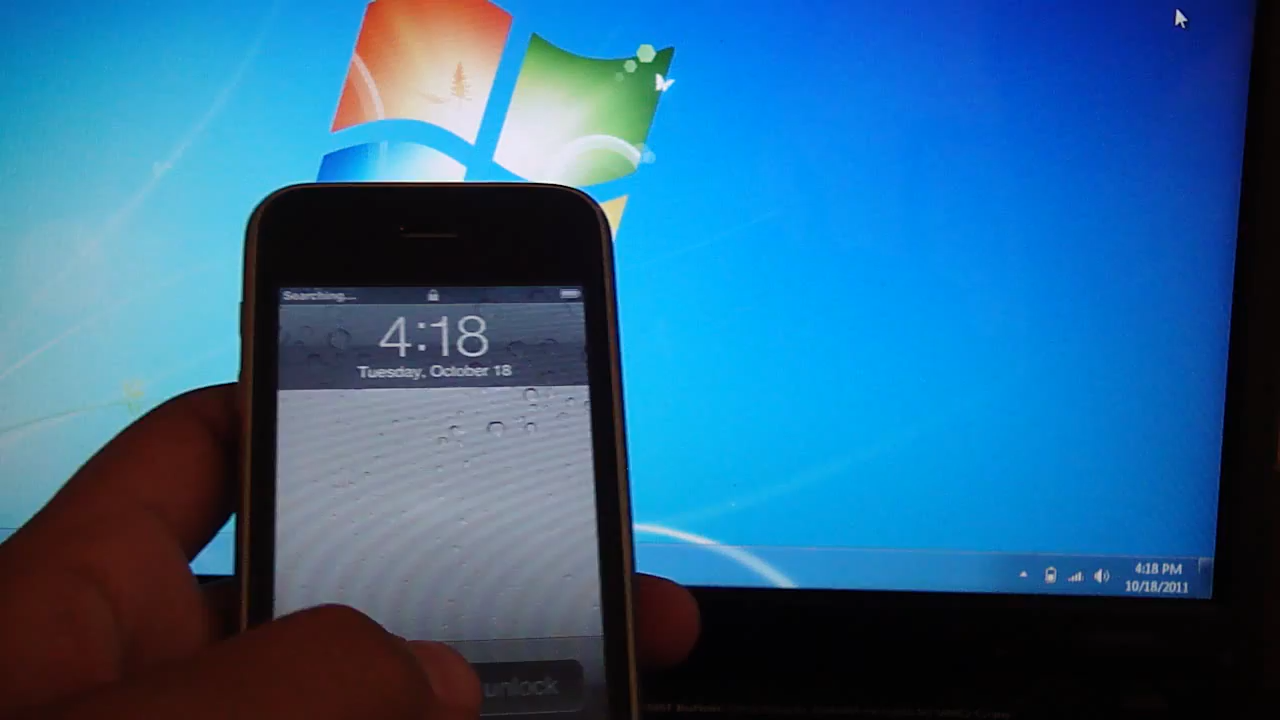 Searching...
4:18
Tuesday, October 18
unlock
4:18 PM
10/18/2011